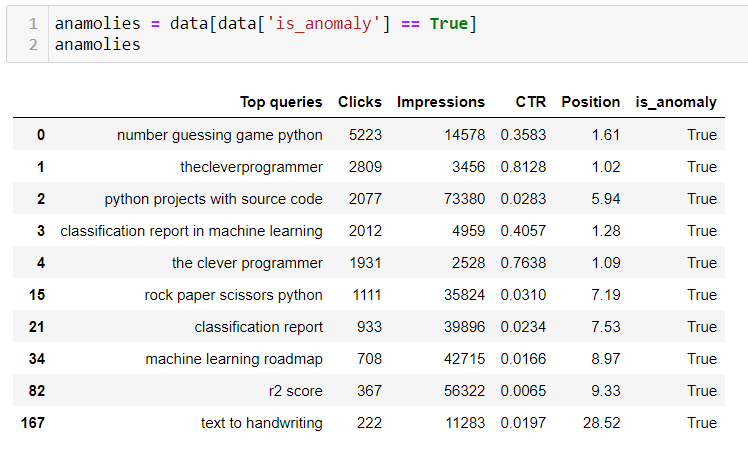 1 anamolies = data[data['is_anomaly'] == True]
2 anamolies
Top queries Clicks Impressions CTR Position is_anomaly
0 number guessing game python 5223 14578 0.3583 1.61 True
1 thecleverprogrammer 2809 3456 0.8128 1.02 True
2 python projects with source code 2077 73380 0.0283 5.94 True
3 classification report in machine learning 2012 4959 0.4057 1.28 True
4 the clever programmer 1931 2528 0.7638 1.09 True
15 rock paper scissors python 1111 35824 0.0310 7.19 True
21 classification report 933 39896 0.0234 7.53 True
34 machine learning roadmap 708 42715 0.0166 8.97 True
82 r2 score 367 56322 0.0065 9.33 True
167 text to handwriting 222 11283 0.0197 28.52 True